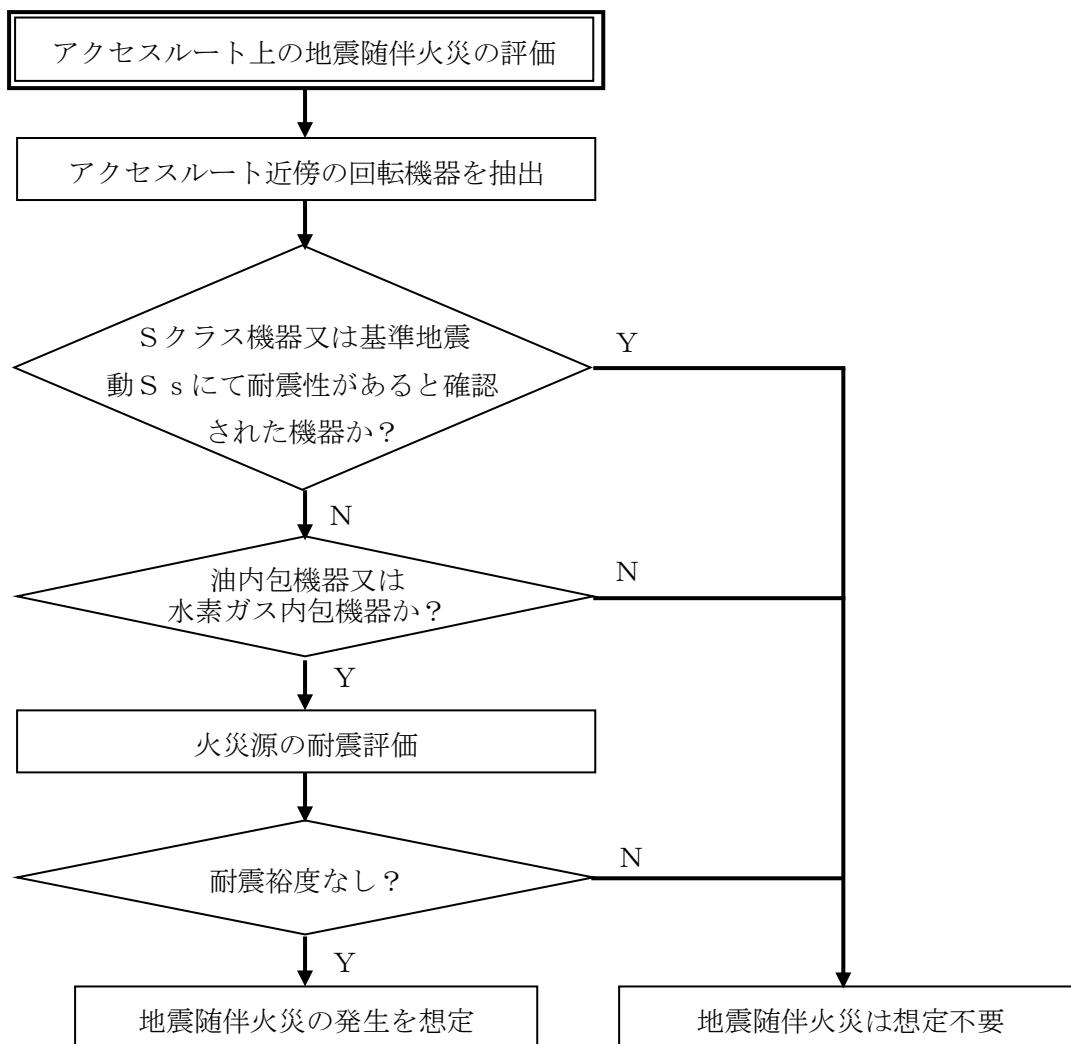 アクセスルート上の地震随伴火災の評価
アクセスルート近傍の回転機器を抽出
Ｓクラス機器又は基準地震
動Ｓｓにて耐震性があると確認
された機器か？
Ｙ
Ｎ
油内包機器又は
水素ガス内包機器か？
Ｎ
Ｙ
火災源の耐震評価
耐震裕度なし？
Ｎ
Ｙ
地震随伴火災の発生を想定
地震随伴火災は想定不要